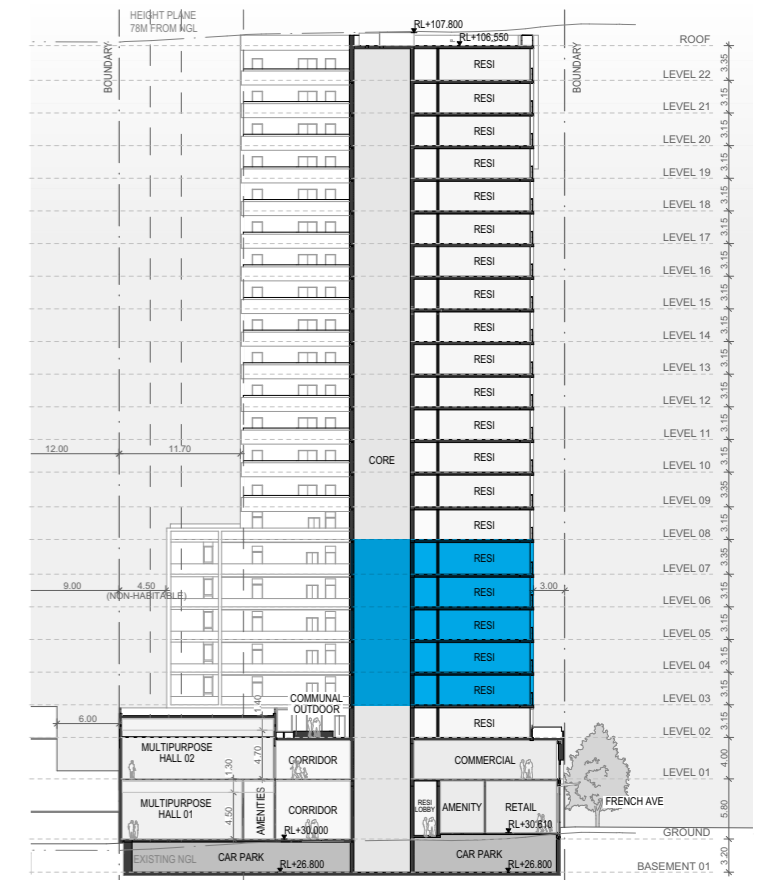 HEIGHT PLANE
78M FROM NGL
RL+107.800
RL+106,550
BOUNDARY
BOUNDARY
ROOF
3.35
RESI
LEVEL 22
3.15
RESI
LEVEL 21
3.15
RESI
LEVEL 20
3.15
RESI
LEVEL 19
3.15
RESI
LEVEL 18
3.15
RESI
LEVEL 17
3.15
RESI
LEVEL 16
3.15
RESI
LEVEL 15
3.15
RESI
LEVEL 14
3.15
RESI
LEVEL 13
3.15
RESI
LEVEL 12
3.15
RESI
LEVEL 11
3.15
12.00
11.70
CORE
RESI
LEVEL 10
3.15
RESI
LEVEL 09
3.15
RESI
LEVEL 08
3.15
RESI
LEVEL 07
3.15
9.00
4.50
(NON-HABITABLE)
RESI
3.00
LEVEL 06
3.15
RESI
LEVEL 05
3.15
RESI
LEVEL 04
3.15
RESI
LEVEL 03
3.15
1.40
COMMUNAL
OUTDOOR
6.00
RESI
LEVEL 02
4.00
MULTIPURPOSE
HALL 02
1.30
4.70
CORRIDOR
COMMERCIAL
LEVEL 01
5.80
MULTIPURPOSE
HALL 01
4.50
AMENITIES
CORRIDOR
RESI
LOBBY
AMENITY
RETAIL
FRENCH AVE
RL+30.000
RL+30.610
GROUND
3.20
EXISTING NGL
CAR PARK
RL+26.800
CAR PARK
RL+26.800
BASEMENT 01